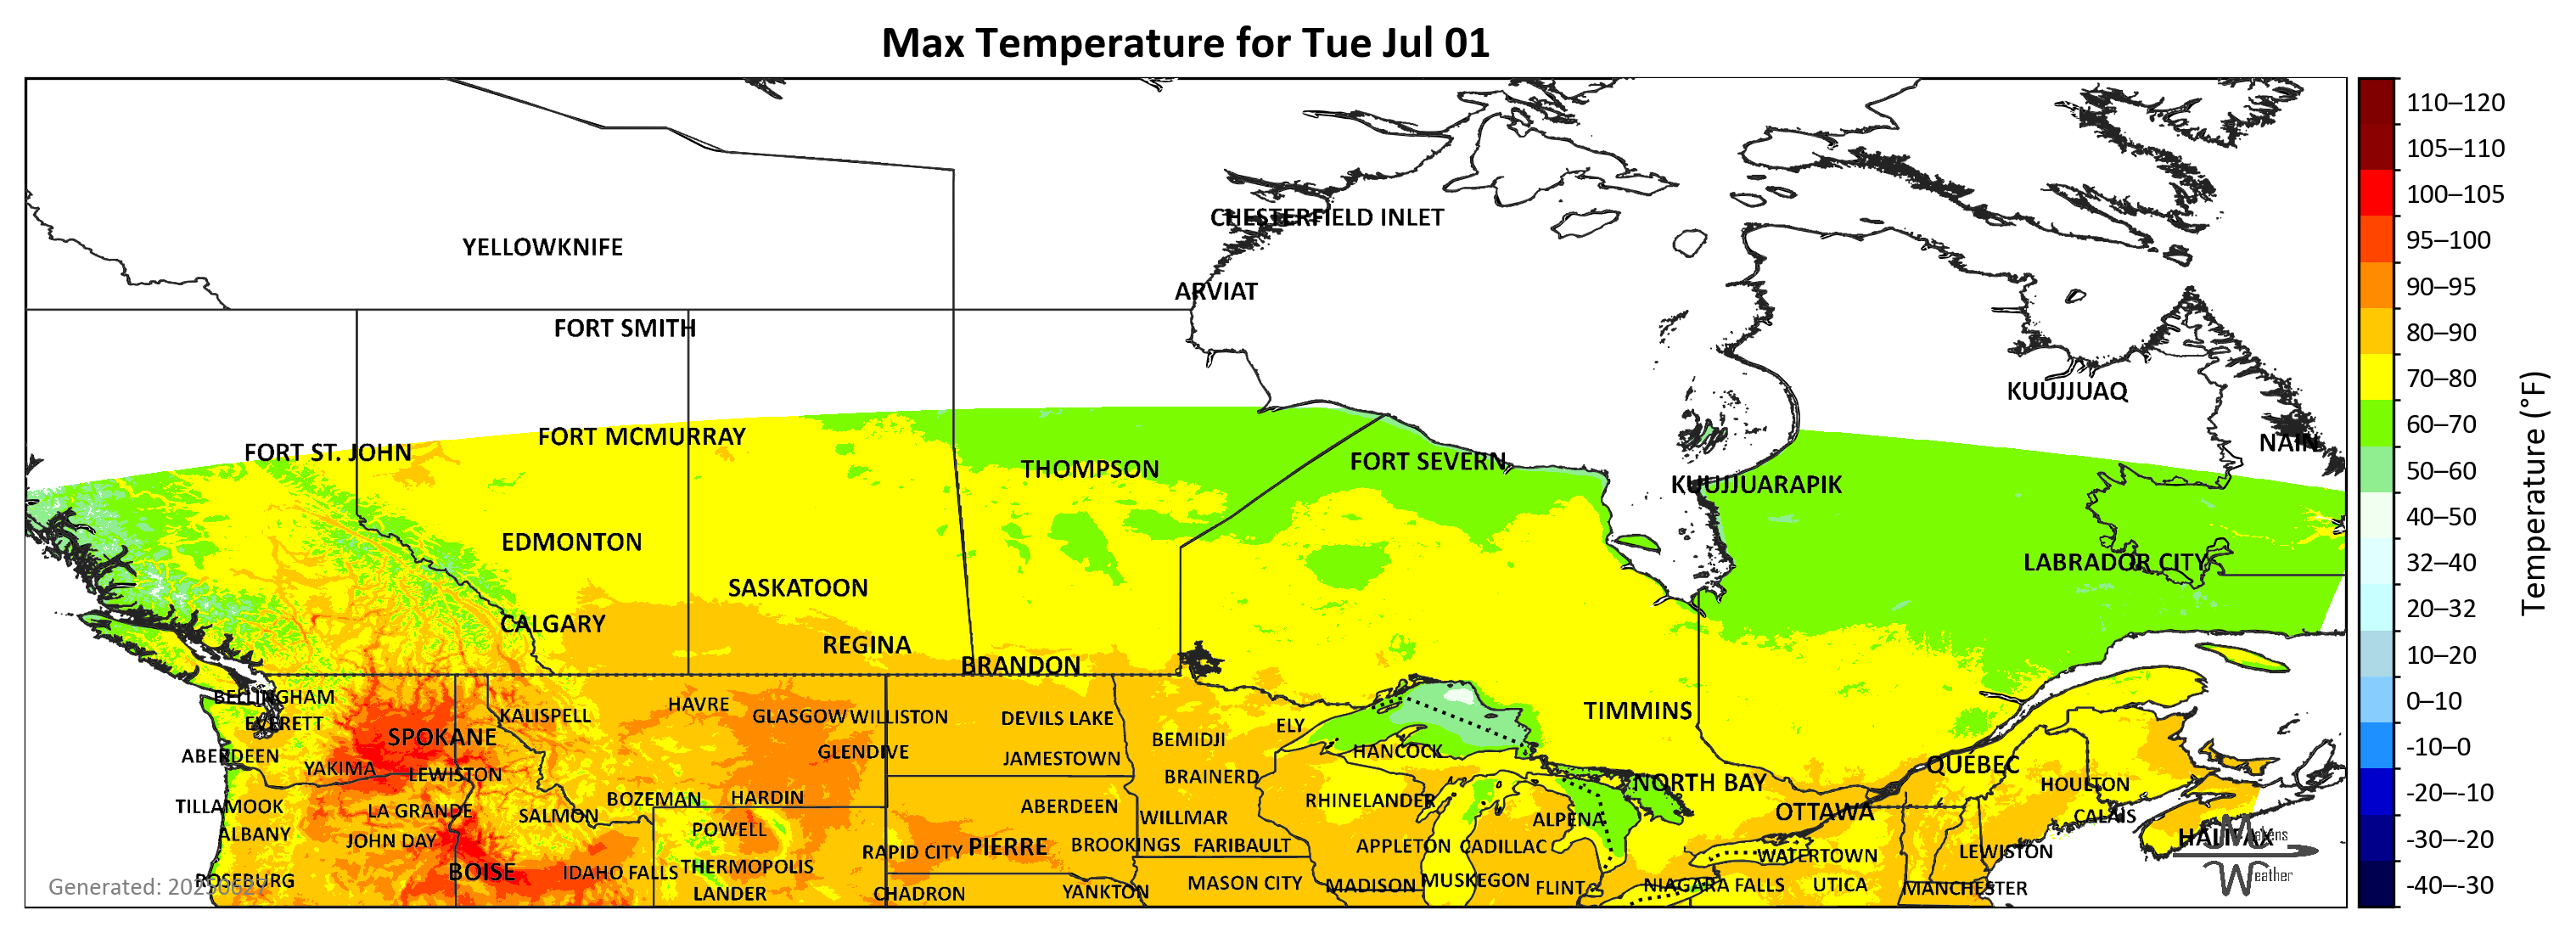 Max Temperature for Tue Jul 01
CHESTERFIELD INLET
YELLOWKNIFE
ARVIAT
FORT SMITH
KUUJJUAQ
FORT MCMURRAY
NAIN
FORT ST. JOHN
FORT SEVERN
THOMPSON
KUUJJUARAPIK
EDMONTON
LABRADOR CITY
SASKATOON
CALGARY
REGINA
BRANDON
BELLINGHAM
HAVRE
TIMMINS
KALISPELL
GLASGOW WILLISTON
DEVILS LAKE
EVERETT
ELY
SPOKANE
BEMIDJI
HANCOCK
GLENDIVE
ABERDEEN
JAMESTOWN
QUÉBEC
YAKIMA
LEWISTON
BRAINERD
NORTH BAY
HOULTON
BOZEMAN
HARDIN
RHINELANDER
TILLAMOOK
ABERDEEN
LA GRANDE
OTTAWA
SALMON
WILLMAR
CALAIS
ALPENA
POWELL
ALBANY
HALIFAX
Makens
JOHN DAY
BROOKINGS
FARIBAULT
APPLETON
CADILLAC
PIERRE
RAPID CITY
LEWISTON
WATERTOWN
THERMOPOLIS
BOISE
IDAHO FALLS
Weather
ROSEBURG
MUSKEGON
MASON CITY
MADISON
NIAGARA FALLS
UTICA
FLINT
MANCHESTER
Generated: 20250627
LANDER
CHADRON
YANKTON
110–120
105–110
100–105
95–100
90–95
80–90
70–80
60–70
50–60
40–50
32–40
20–32
10–20
0–10
-10–0
-20–-10
-30–-20
-40–-30
Temperature (°F)